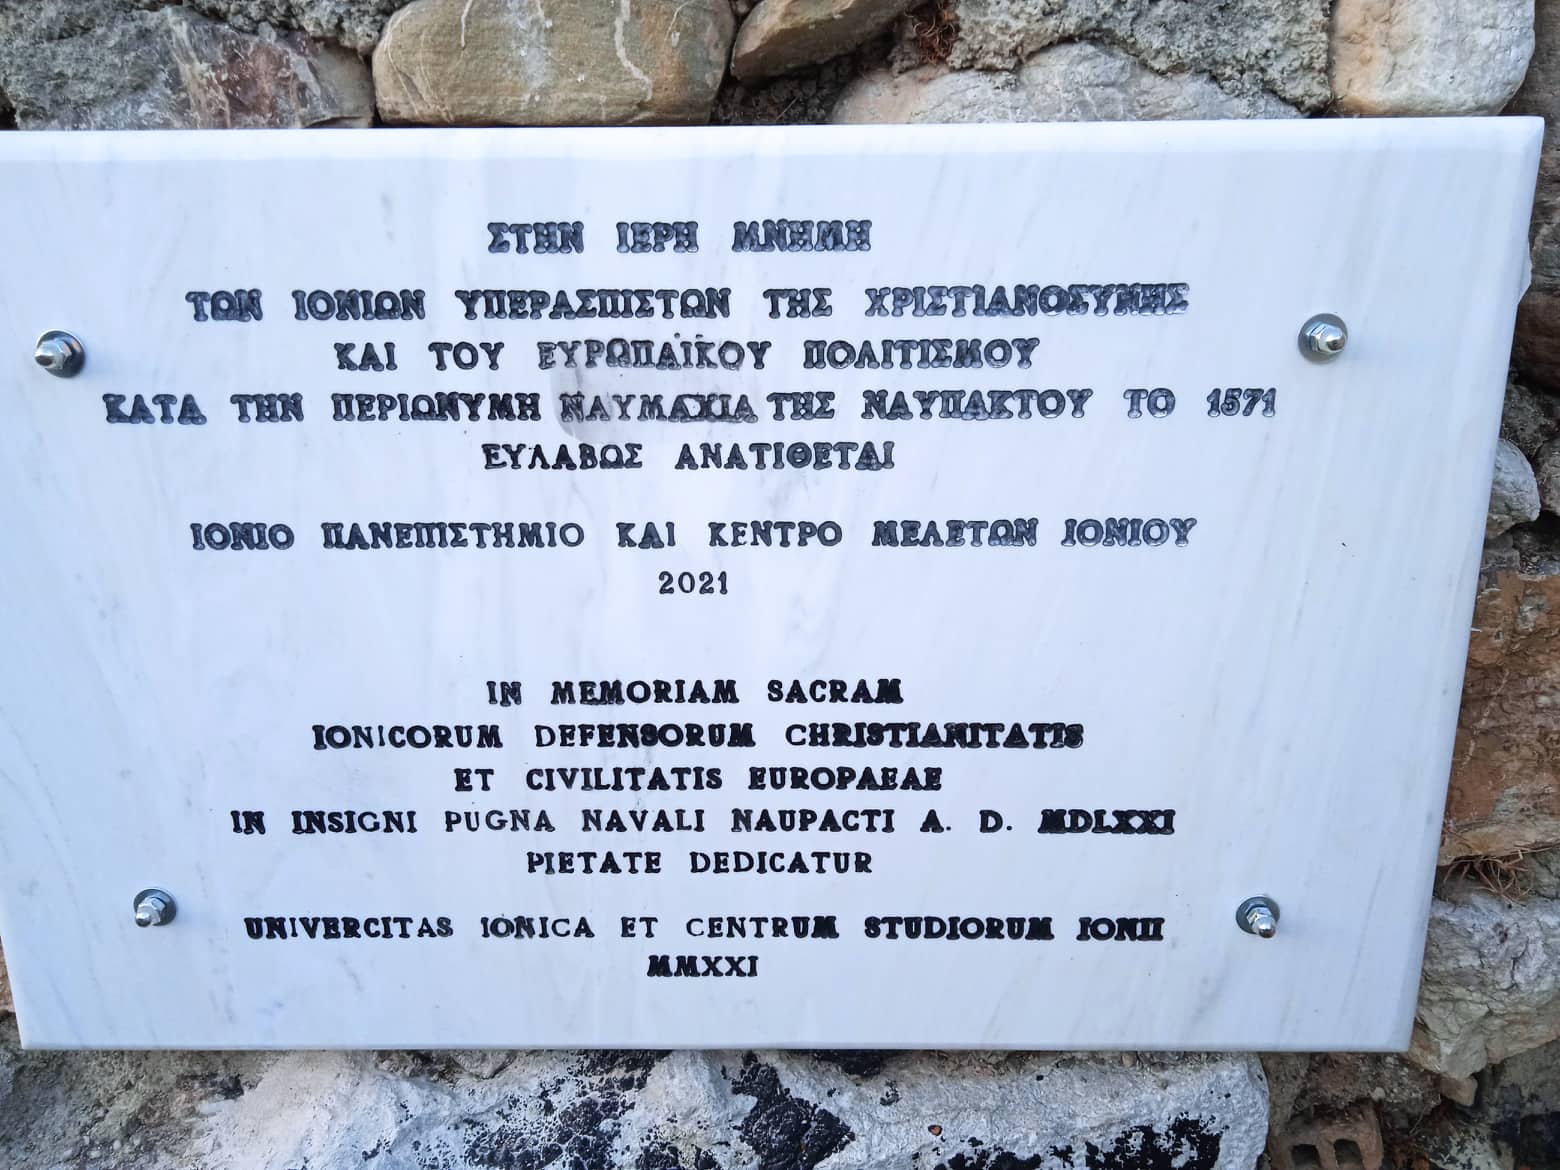 ΣΤΗΝ ΙΕΡΗ ΜΝΗΜΗ
ΤΩΝ ΙΟΝΙΩΝ ΥΠΕΡΑΣΠΙΣΤΩΝ ΤΗΣ ΧΡΙΣΤΙΑΝΟΣΥΝΗΣ
ΚΑΙ ΤΟΥ ΕΥΡΩΠΑΪΚΟΥ ΠΟΛΙΤΙΣΜΟΥ
ΚΑΤΑ ΤΗΝ ΠΕΡΙΩΝΥΜΗ ΝΑΥΜΑΧΙΑ ΤΗΣ ΝΑΥΠΑΚΤΟΥ ΤΟ 1571
ΕΥΛΑΒΩΣ ΑΝΑΤΙΘΕΤΑΙ
ΙΟΝΙΟ ΠΑΝΕΠΙΣΤΗΜΙΟ ΚΑΙ ΚΕΝΤΡΟ ΜΕΛΕΤΩΝ ΙΟΝΙΟΥ
2021
IN MEMORIAM SACRAM
IONICORUM DEFENSORUM CHRISTIANITATIS
ET CIVILITATIS EUROPAEAE
IN INSIGNI PUGNA NAVALI NAUPACTI A. D. MDLXXI
PIETATE DEDICATUR
UNIVERCITAS IONICA ET CENTRUM STUDIORUM IONII
MMXXI